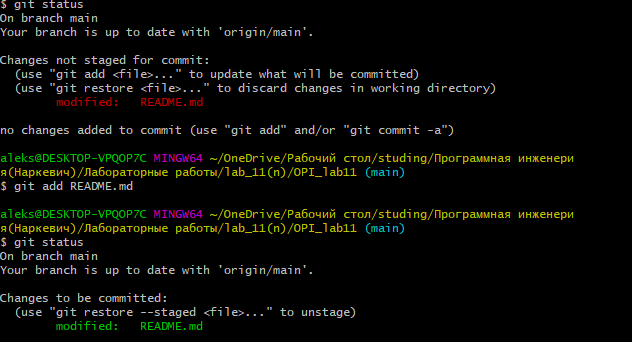 $ git status
On branch main
Your branch is up to date with 'origin/main'.
Changes not staged for commit:
(use "git add <file>..." to update what will be committed)
(use "git restore <file>..." to discard changes in working directory)
modified: README.md
no changes added to commit (use "git add" and/or "git commit -a")
aleks@DESKTOP-VPQOP7C MINGW64 ~/OneDrive/Рабочий стол/studing/Программная инженери
я(Наркевич)/Лабораторные работы/lab_11(n)/OPI_lab11 (main)
$ git add README.md
aleks@DESKTOP-VPQOP7C MINGW64 ~/OneDrive/Рабочий стол/studing/Программная инженери
я(Наркевич)/Лабораторные работы/lab_11(n)/OPI_lab11 (main)
$ git status
On branch main
Your branch is up to date with 'origin/main'.
Changes to be committed:
(use "git restore --staged <file>..." to unstage)
modified: README.md